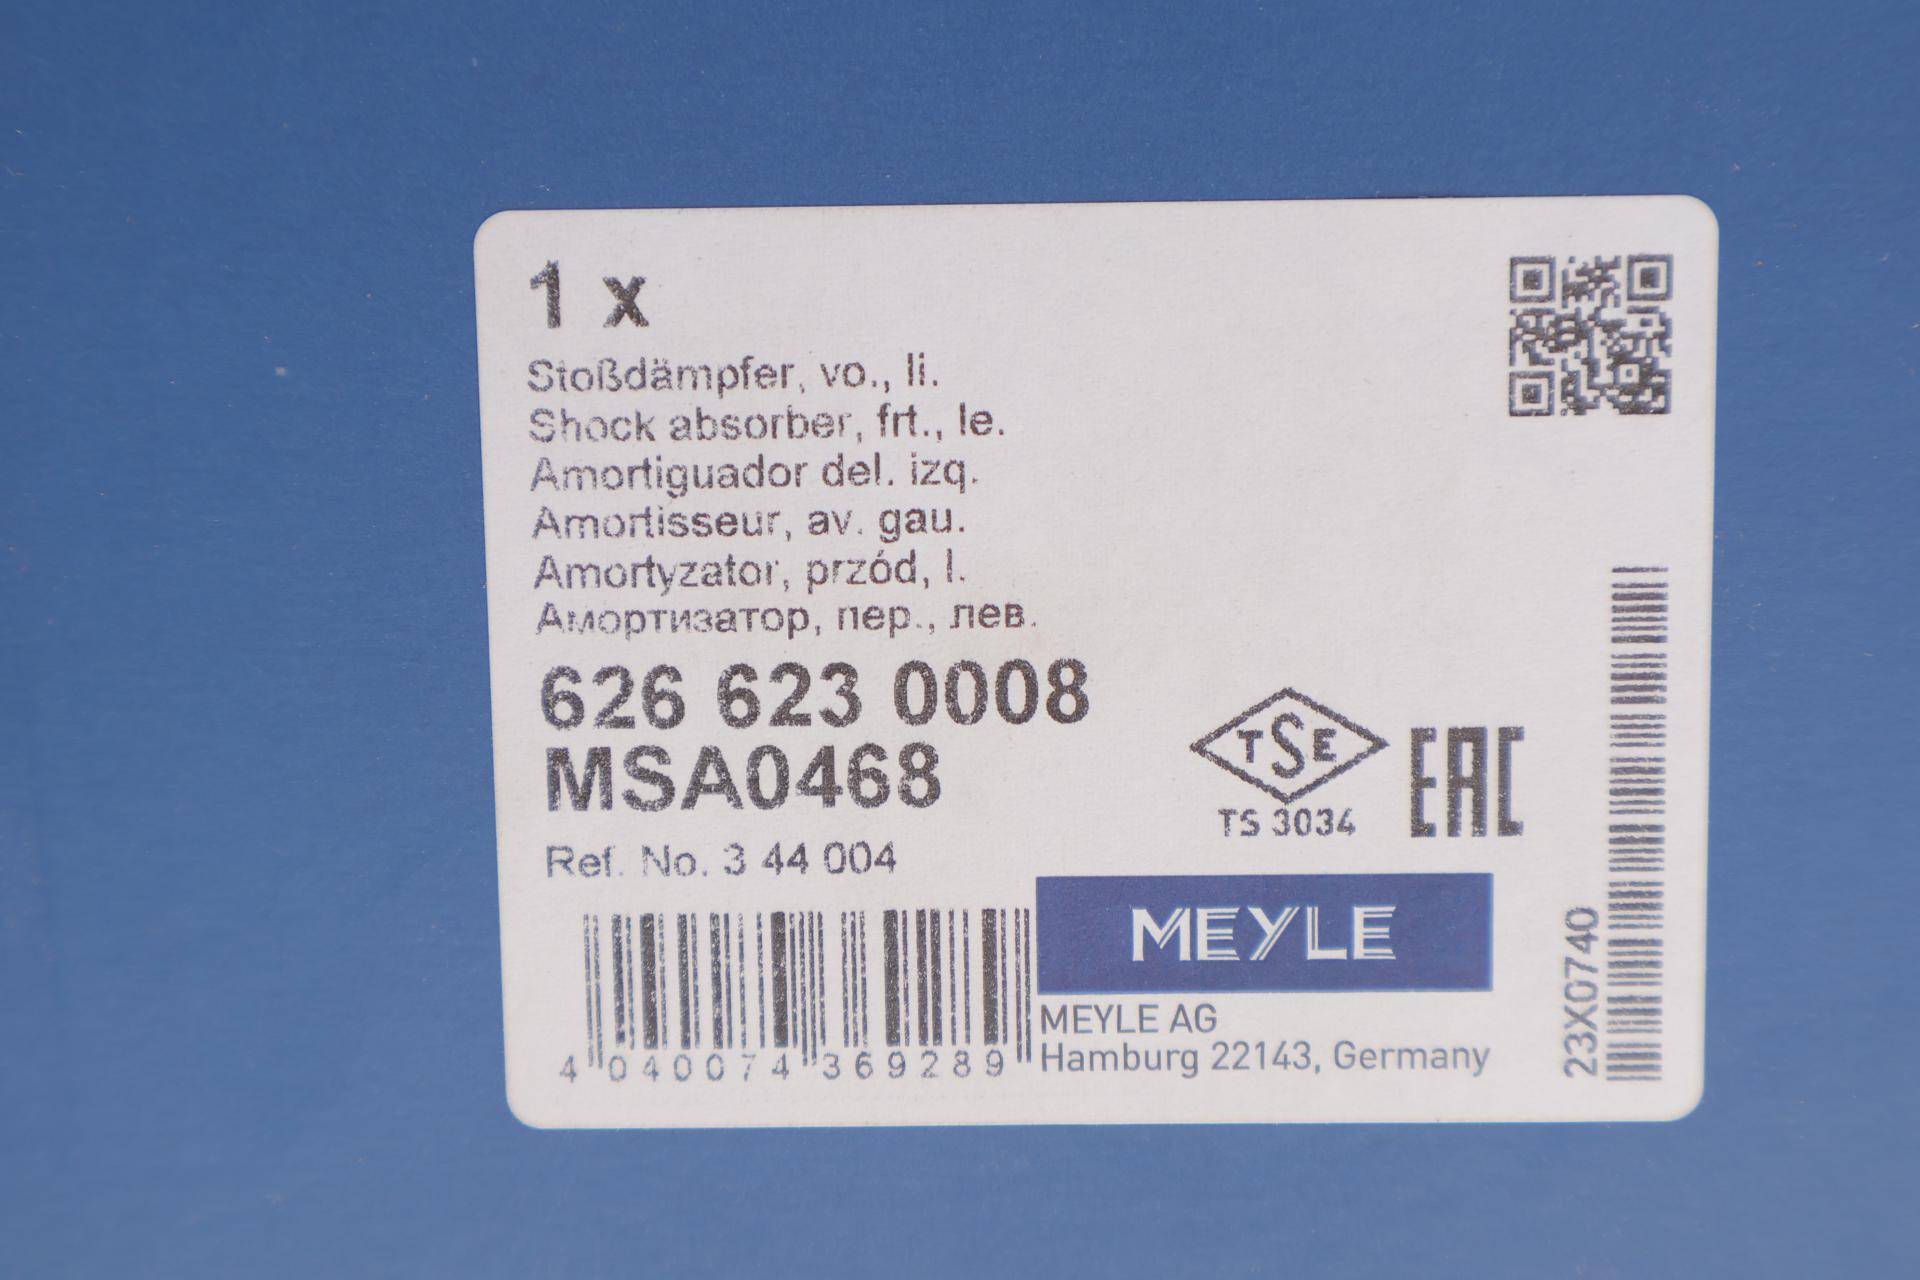 1 x
Stoßdämpfer, vo., li.
Shock absorber, frt., le.
Amortiguador del. izq.
Amortisseur, av. gau.
Amortyzator, przód, l.
Амортизатор, пер., лев.
626 623 0008
MSA0468
Ref. No. 3 44 004
TSE
TS 3034
EAC
MEYLE
MEYLE AG
Hamburg 22143, Germany
4 040074 369289
23X0740